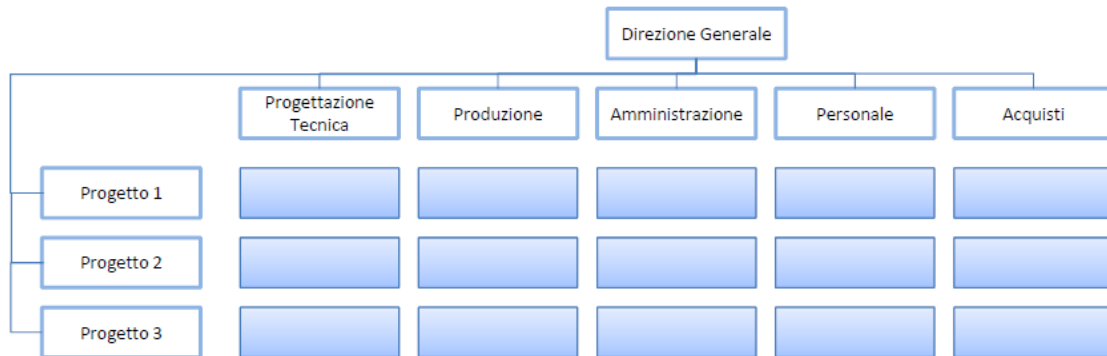 Direzione Generale
Progettazione
Tecnica
Produzione
Amministrazione
Personale
Acquisti
Progetto 1
Progetto 2
Progetto 3